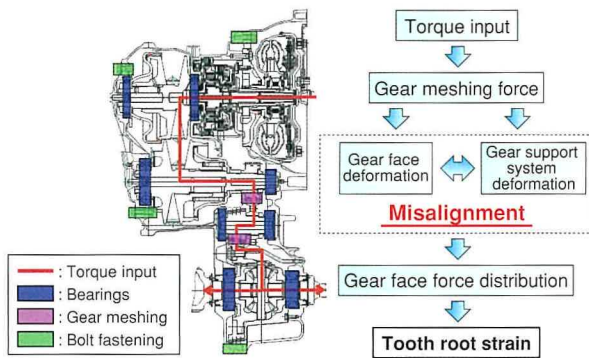 Torque input
Gear meshing force
Gear face
deformation
Gear support
system
deformation
Misalignment
Gear face force distribution
Tooth root strain
: Torque input
: Bearings
: Gear meshing
: Bolt fastening